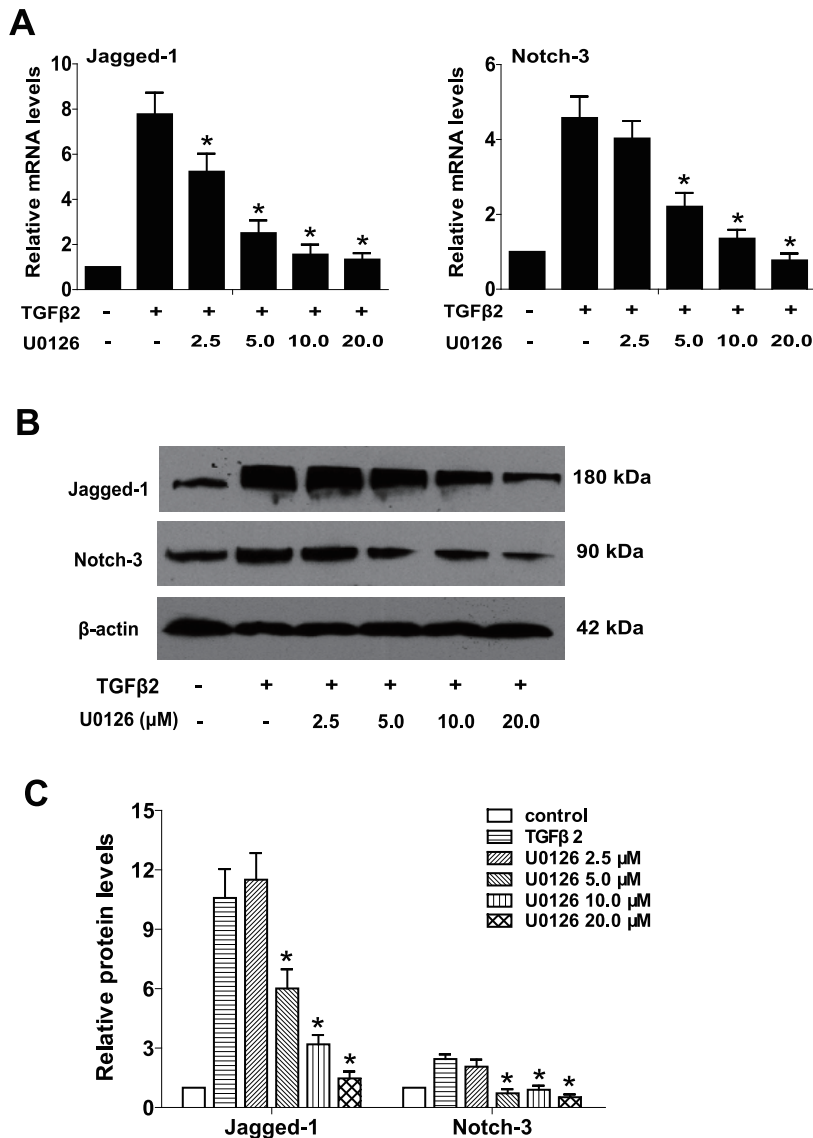 A
Jagged-1
Relative mRNA levels
10
8
6
4
2
0
* * * *
TGFβ2 - + + + + +
U0126 - - 2.5 5.0 10.0 20.0
Notch-3
Relative mRNA levels
6
4
2
0
* * *
TGFβ2 - + + + + +
U0126 - - 2.5 5.0 10.0 20.0
B
Jagged-1 180 kDa
Notch-3 90 kDa
β-actin 42 kDa
TGFβ2 - + + + + +
U0126 (μM) - - 2.5 5.0 10.0 20.0
C
Relative protein levels
15
12
9
6
3
0
control
TGFβ 2
U0126 2.5 μM
U0126 5.0 μM
U0126 10.0 μM
U0126 20.0 μM
* * * * * *
Jagged-1 Notch-3